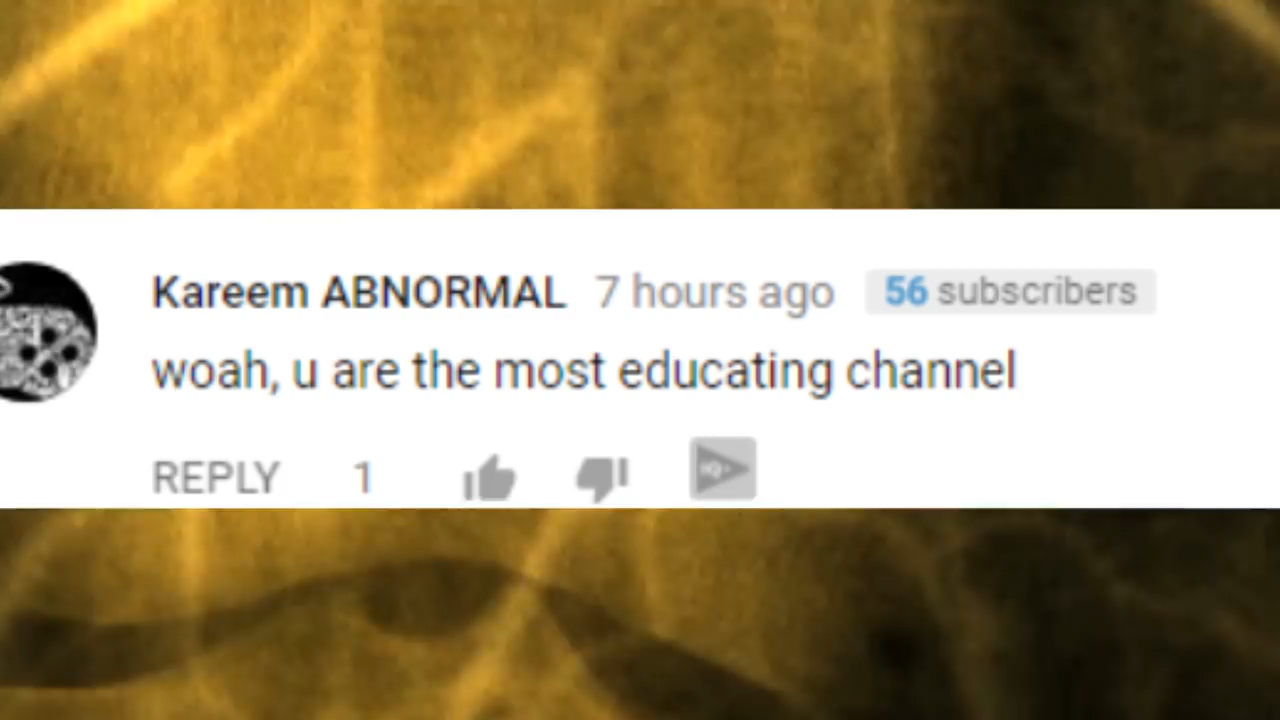 Kareem ABNORMAL 7 hours ago 56 subscribers
woah, u are the most educating channel
REPLY 1